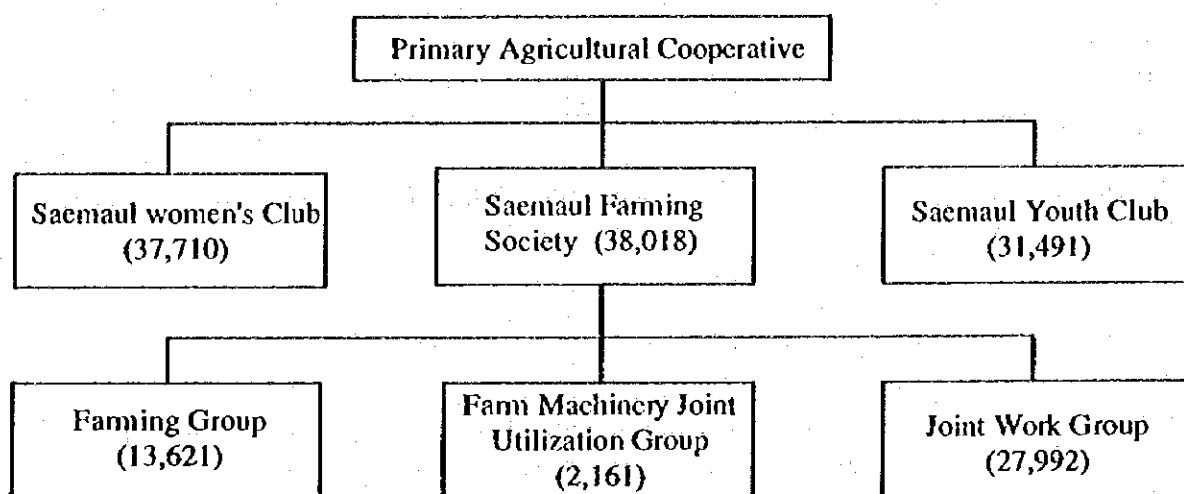 Primary Agricultural Cooperative
Saemaul women's Club
(37,710)
Saemaul Farming
Society (38,018)
Saemaul Youth Club
(31,491)
Farming Group
(13,621)
Farm Machinery Joint
Utilization Group
(2,161)
Joint Work Group
(27,992)